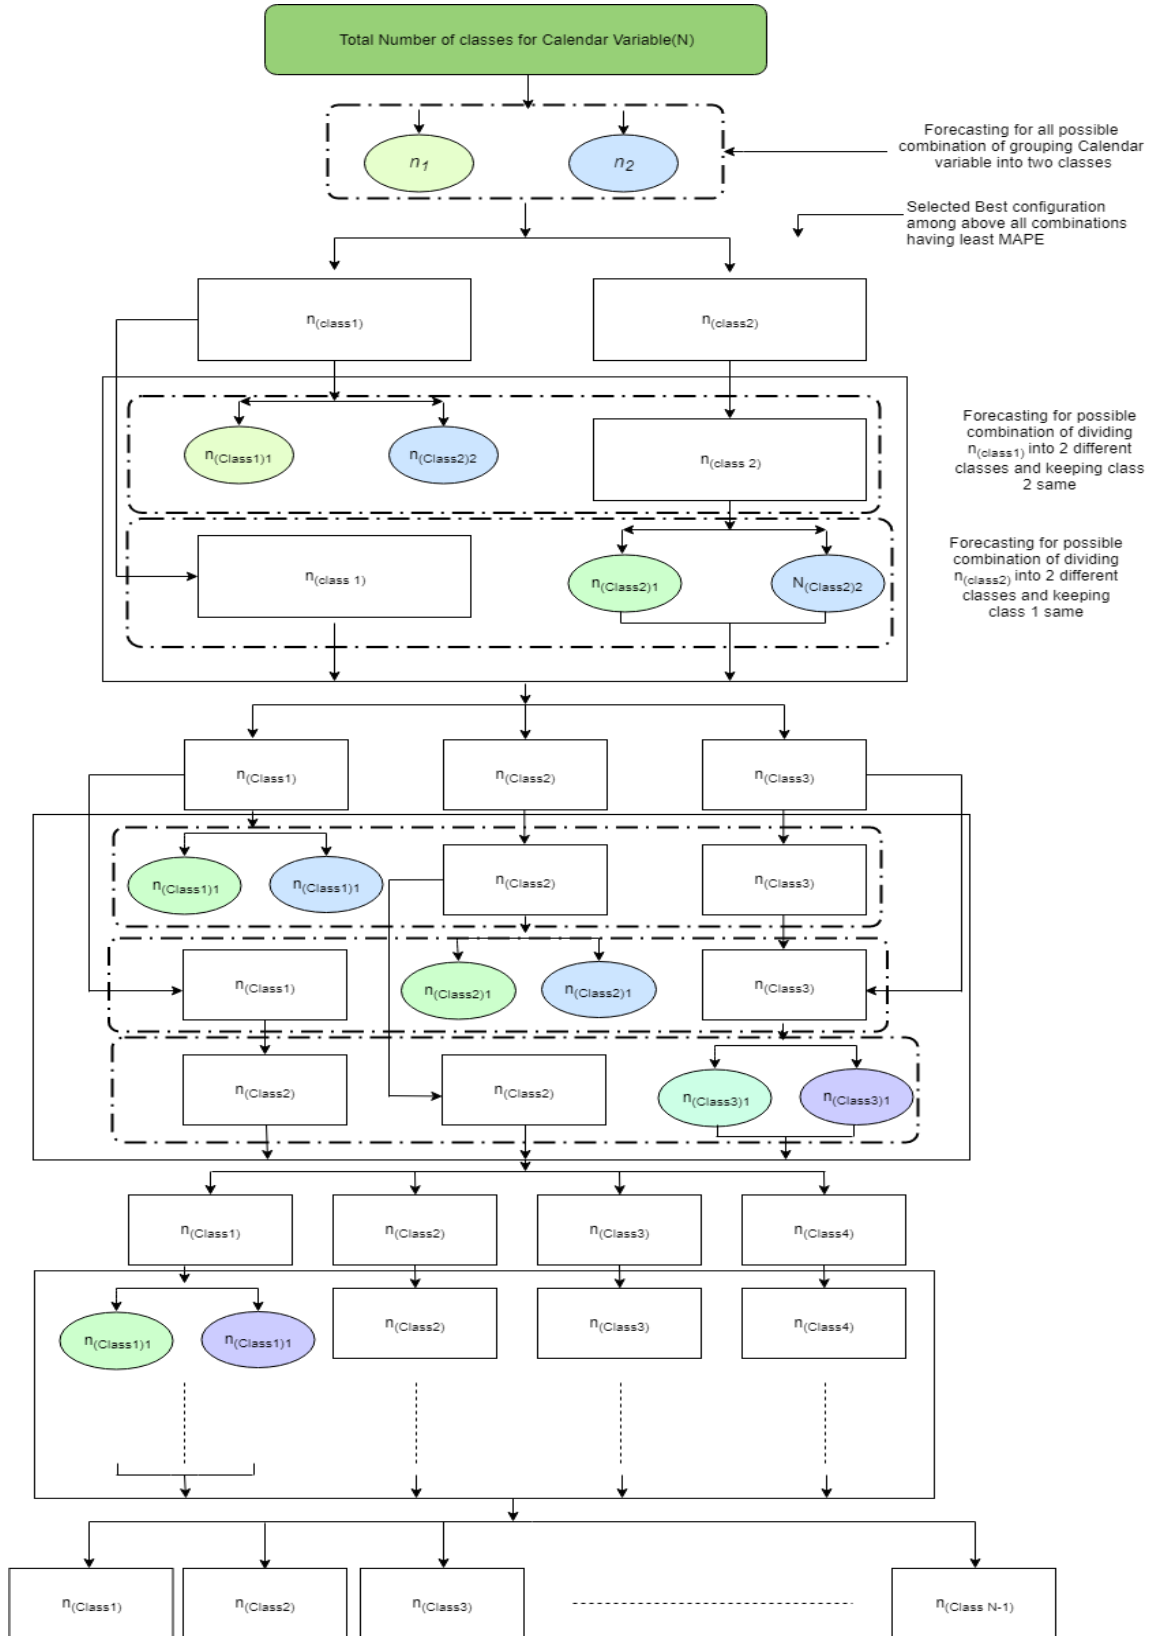 Total Number of classes for Calendar Variable(N)
n1
n2
Forecasting for all possible
combination of grouping Calendar
variable into two classes
Selected Best configuration
among above all combinations
having least MAPE
n(class1)
n(class2)
n(Class1)1
n(Class2)2
n(class 2)
Forecasting for possible
combination of dividing
n(class1) into 2 different
classes and keeping class
2 same
n(class 1)
n(Class2)1
N(Class2)2
Forecasting for possible
combination of dividing
n(class2) into 2 different
classes and keeping
class 1 same
n(Class1)
n(Class2)
n(Class3)
n(Class1)1
n(Class1)1
n(Class2)
n(Class3)
n(Class1)
n(Class2)1
n(Class2)1
n(Class3)
n(Class2)
n(Class2)
n(Class3)1
n(Class3)1
n(Class1)
n(Class2)
n(Class3)
n(Class4)
n(Class1)1
n(Class1)1
n(Class2)
n(Class3)
n(Class4)
n(Class1)
n(Class2)
n(Class3)
n(Class N-1)